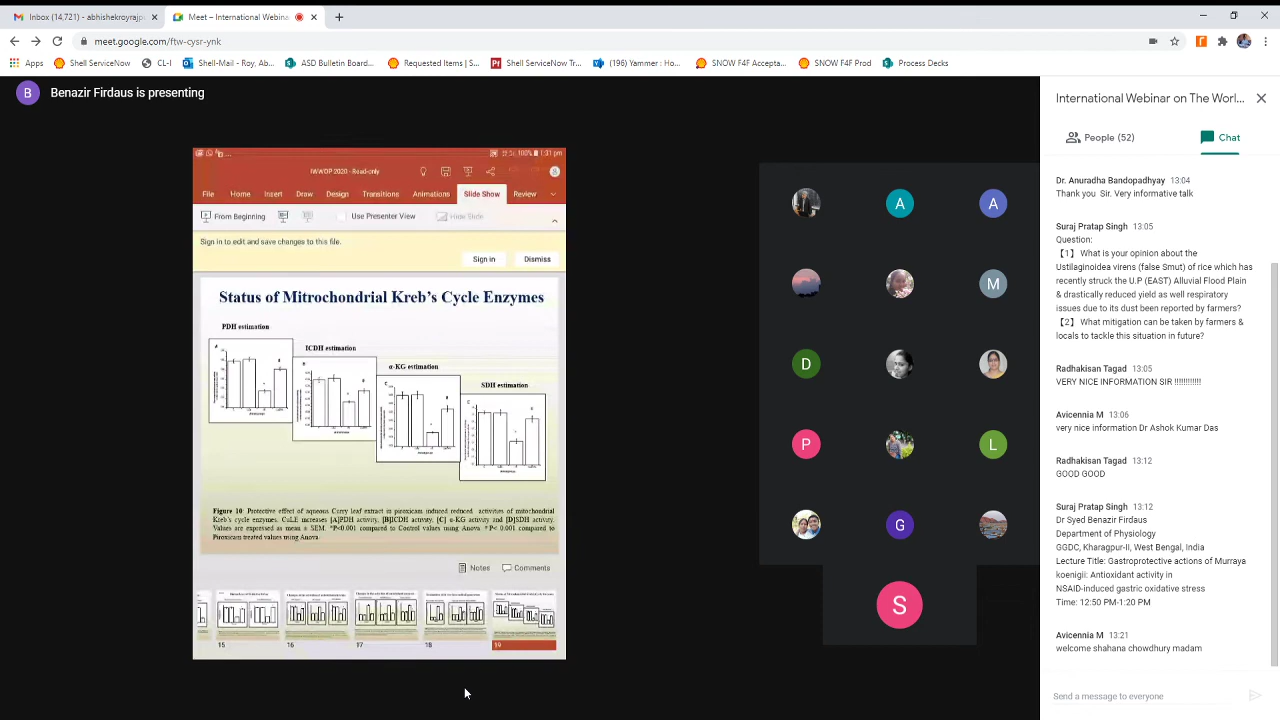 Inbox (14,721) - abhishekroyrajp
Meet – International Webinar
meet.google.com/ftw-cysr-ynk
Apps
Shell ServiceNow
CL-I
Shell-Mail - Roy, Ab...
ASD Bulletin Board...
Requested Items | S...
Shell ServiceNow Tr...
(196) Yammer : Ho...
SNOW F4F Accepta...
SNOW F4F Prod
Process Decks
B
Benazir Firdaus is presenting
100% 1:31 pm
IWWOP 2020 - Read-only
File
Home
Insert
Draw
Design
Transitions
Animations
Slide Show
Review
From Beginning
Use Presenter View
Hide Slide
Sign in to edit and save changes to this file.
Sign in
Dismiss
Status of Mitrochondrial Kreb's Cycle Enzymes
PDH estimation
ICDH estimation
α-KG estimation
SDH estimation
Figure 10: Protective effect of aqueous Curry leaf extract in piroxicam induced reduced activities of mitochondrial
Kreb's cycle enzymes. CuLE increases [A]PDH activity, [B]ICDH activity, [C] α-KG activity and [D]SDH activity.
Values are expressed as mean ± SEM. *P<0.001 compared to Control values using Anova. #P< 0.001 compared to
Piroxicam treated values using Anova.
Notes
Comments
15
16
17
18
19
A
A
M
D
P
L
G
S
International Webinar on The Worl...
People (52)
Chat
Dr. Anuradha Bandopadhyay 13:04
Thank you Sir. Very informative talk
Suraj Pratap Singh 13:05
Question:
【1】 What is your opinion about the
Ustilaginoidea virens (false Smut) of rice which has
recently struck the U.P (EAST) Alluvial Flood Plain
& drastically reduced yield as well respiratory
issues due to its dust been reported by farmers?
【2】 What mitigation can be taken by farmers &
locals to tackle this situation in future?
Radhakisan Tagad 13:05
VERY NICE INFORMATION SIR !!!!!!!!!!!!
Avicennia M 13:06
very nice information Dr Ashok Kumar Das
Radhakisan Tagad 13:12
GOOD GOOD
Suraj Pratap Singh 13:12
Dr Syed Benazir Firdaus
Department of Physiology
GGDC, Kharagpur-II, West Bengal, India
Lecture Title: Gastroprotective actions of Murraya
koenigii: Antioxidant activity in
NSAID-induced gastric oxidative stress
Time: 12:50 PM-1:20 PM
Avicennia M 13:21
welcome shahana chowdhury madam
Send a message to everyone